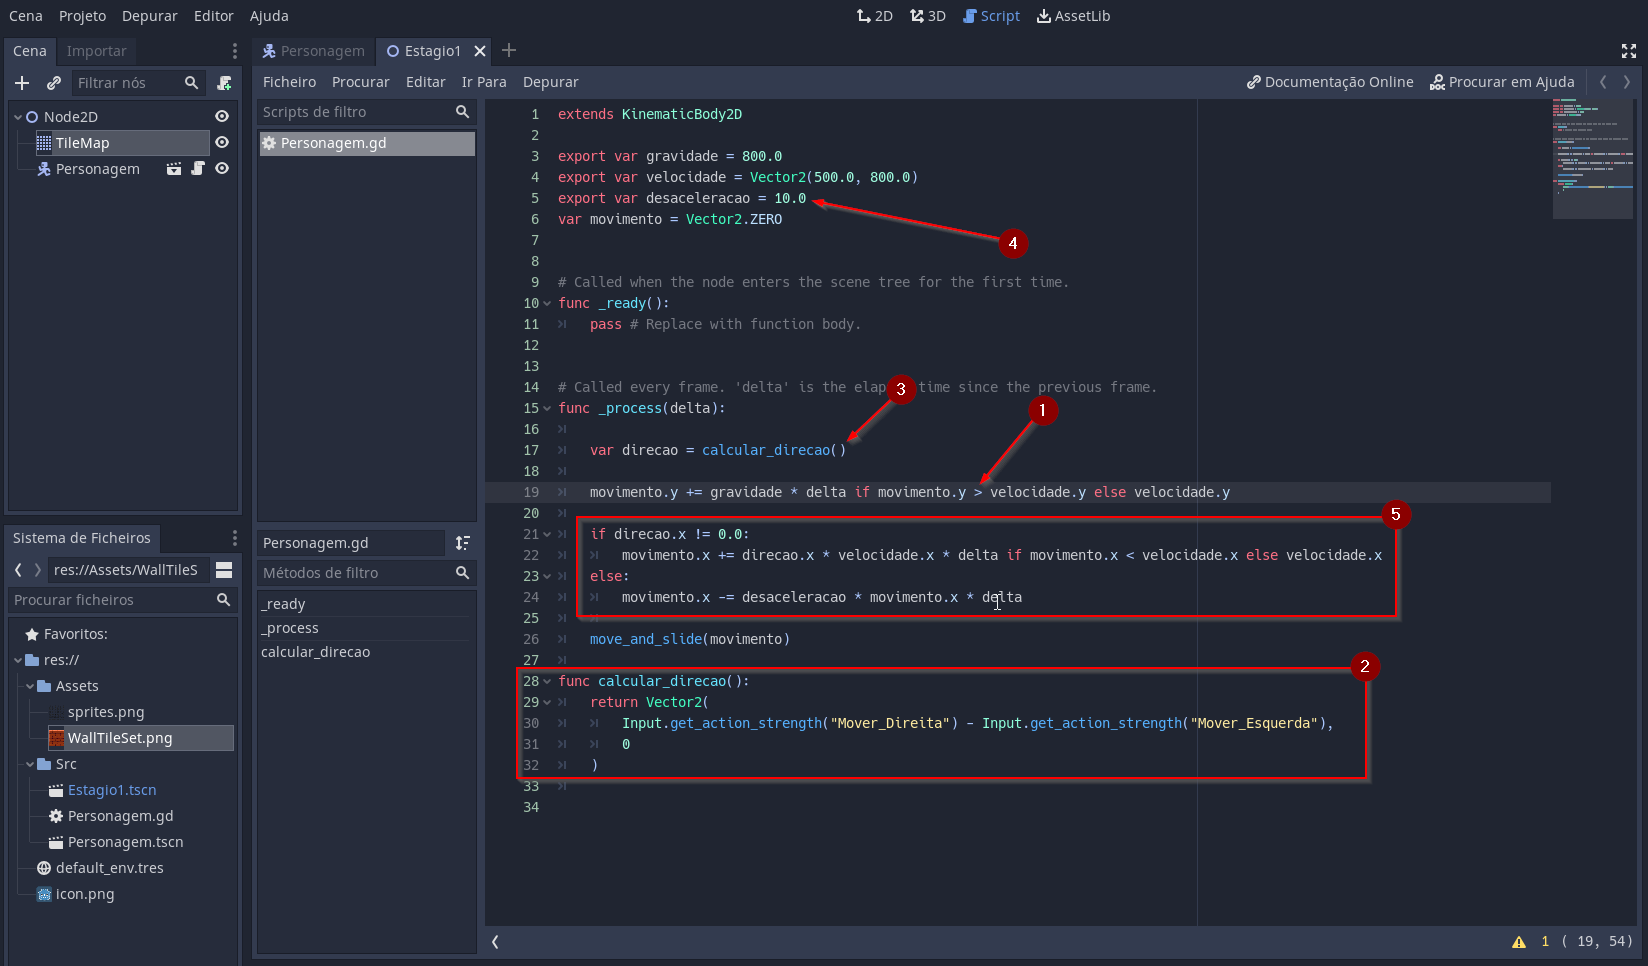 Cena Projeto Depurar Editor Ajuda
2D 3D Script AssetLib
Cena Importar
Filtrar nós
Node2D
TileMap
Personagem
Sistema de Ficheiros
res://Assets/WallTileS
Procurar ficheiros
Favoritos:
res://
Assets
sprites.png
WallTileSet.png
Src
Estagio1.tscn
Personagem.gd
Personagem.tscn
default_env.tres
icon.png
Personagem Estagio1
Ficheiro Procurar Editar Ir Para Depurar
Documentação Online Procurar em Ajuda
Scripts de filtro
Personagem.gd
Personagem.gd
Métodos de filtro
_ready
_process
calcular_direcao
1 extends KinematicBody2D
2
3 export var gravidade = 800.0
4 export var velocidade = Vector2(500.0, 800.0)
5 export var desaceleracao = 10.0
6 var movimento = Vector2.ZERO
4
7
8
9 # Called when the node enters the scene tree for the first time.
10 func _ready():
11 pass # Replace with function body.
12
13
14 # Called every frame. 'delta' is the elap time since the previous frame.
3
15 func _process(delta):
1
16
17 var direcao = calcular_direcao()
18
19 movimento.y += gravidade * delta if movimento.y > velocidade.y else velocidade.y
20
5
21 if direcao.x != 0.0:
22 movimento.x += direcao.x * velocidade.x * delta if movimento.x < velocidade.x else velocidade.x
23 else:
24 movimento.x -= desaceleracao * movimento.x * delta
25
26 move_and_slide(movimento)
27
2
28 func calcular_direcao():
29 return Vector2(
30 Input.get_action_strength("Mover_Direita") - Input.get_action_strength("Mover_Esquerda"),
31 0
32 )
33
34
1 ( 19, 54)